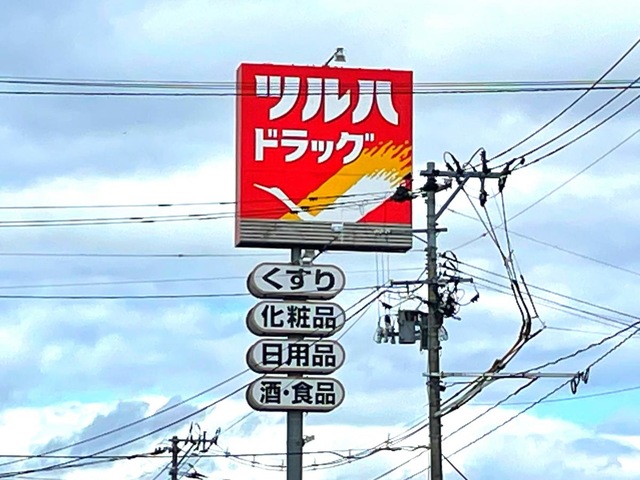 ツルハ
ドラッグ
くすり
化粧品
日用品
酒・食品